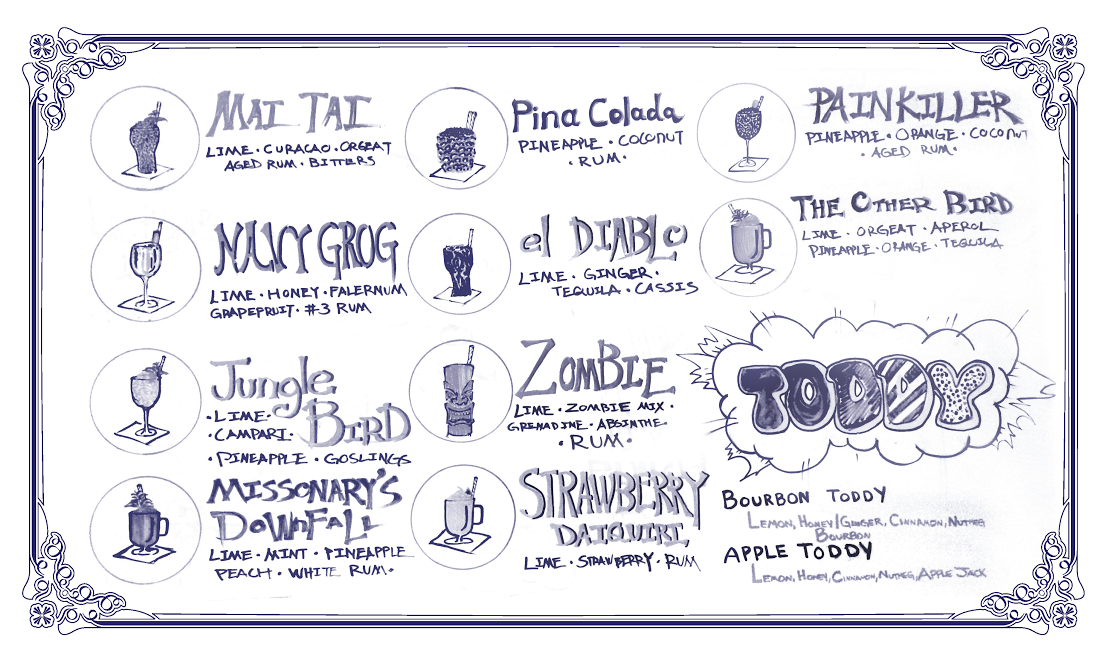 MAI TAI
LIME • CURACAO • ORGEAT
AGED RUM • BITTERS
NAVY GROG
LIME • HONEY • FALERNUM
GRAPEFRUIT • #3 RUM
Jungle
BIRD
• LIME •
• CAMPARI •
• PINEAPPLE • GOSLINGS
MISSONARY'S
DOWNFALL
LIME • MINT • PINEAPPLE
PEACH • WHITE RUM •
Pina Colada
PINEAPPLE • COCONUT
• RUM •
el DIABLO
LIME • GINGER •
TEQUILA • CASSIS
ZOMBIE
LIME • ZOMBIE MIX •
GRENADINE • ABSINTHE
• RUM •
STRAWBERRY
DAIQUIRI
LIME • STRAWBERRY • RUM
PAINKILLER
PINEAPPLE • ORANGE • COCONUT
• AGED RUM •
THE OTHER BIRD
LIME • ORGEAT • APEROL
PINEAPPLE • ORANGE • TEQUILA
TODDY
BOURBON TODDY
LEMON, HONEY/GINGER, CINNAMON, NUTMEG
BOURBON
APPLE TODDY
LEMON, HONEY, CINNAMON, NUTMEG, APPLE JACK